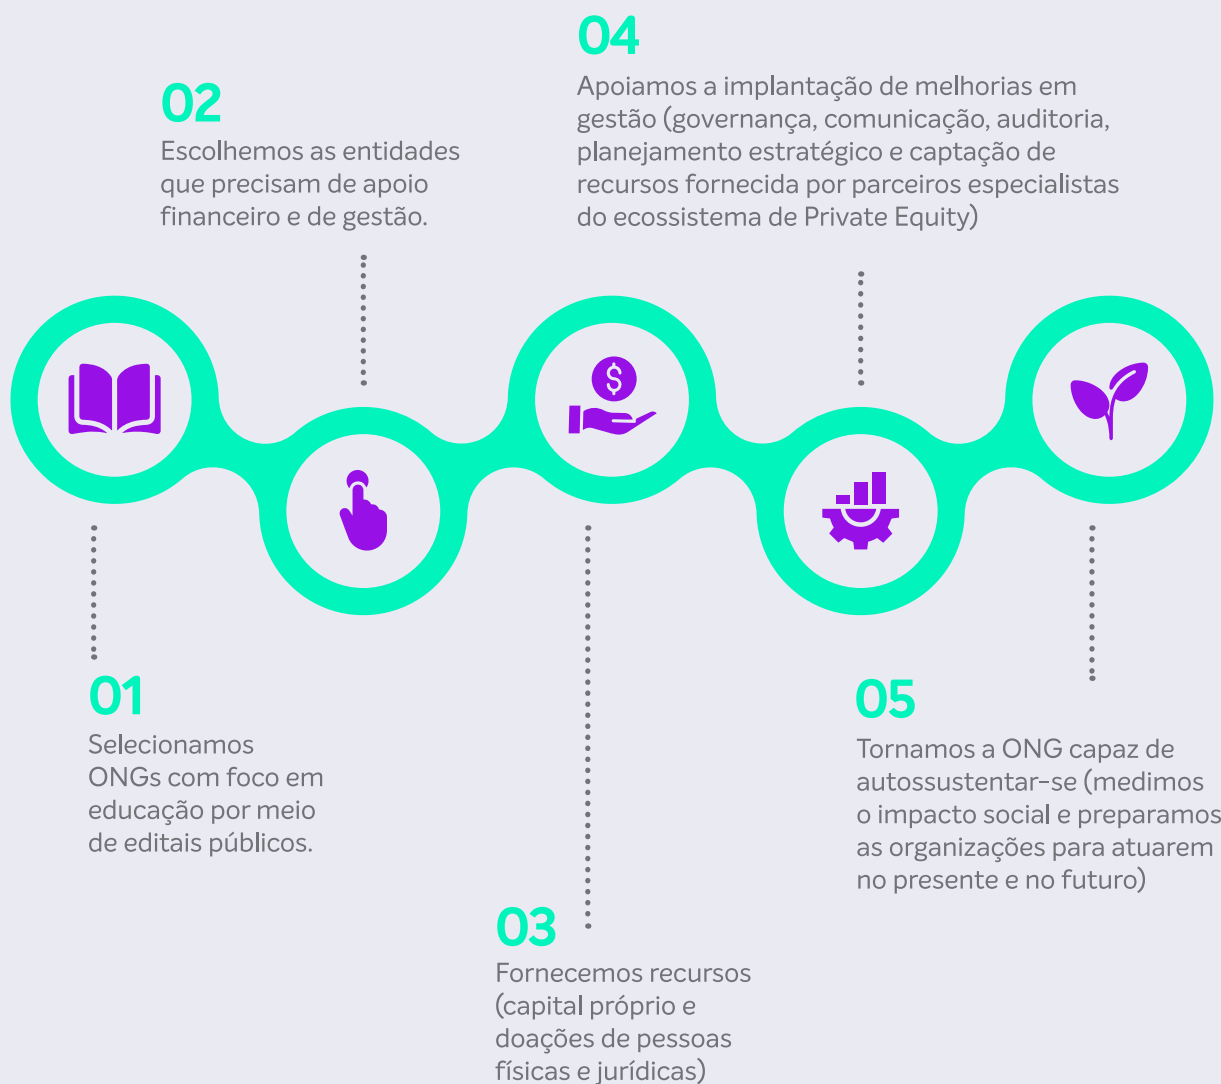 01
Selecionamos
ONGs com foco em
educação por meio
de editais públicos.
02
Escolhemos as entidades
que precisam de apoio
financeiro e de gestão.
03
Fornecemos recursos
(capital próprio e
doações de pessoas
físicas e jurídicas)
04
Apoiamos a implantação de melhorias em
gestão (governança, comunicação, auditoria,
planejamento estratégico e captação de
recursos fornecida por parceiros especialistas
do ecossistema de Private Equity)
05
Tornamos a ONG capaz de
autossustentar-se (medimos
o impacto social e preparamos
as organizações para atuarem
no presente e no futuro)
$